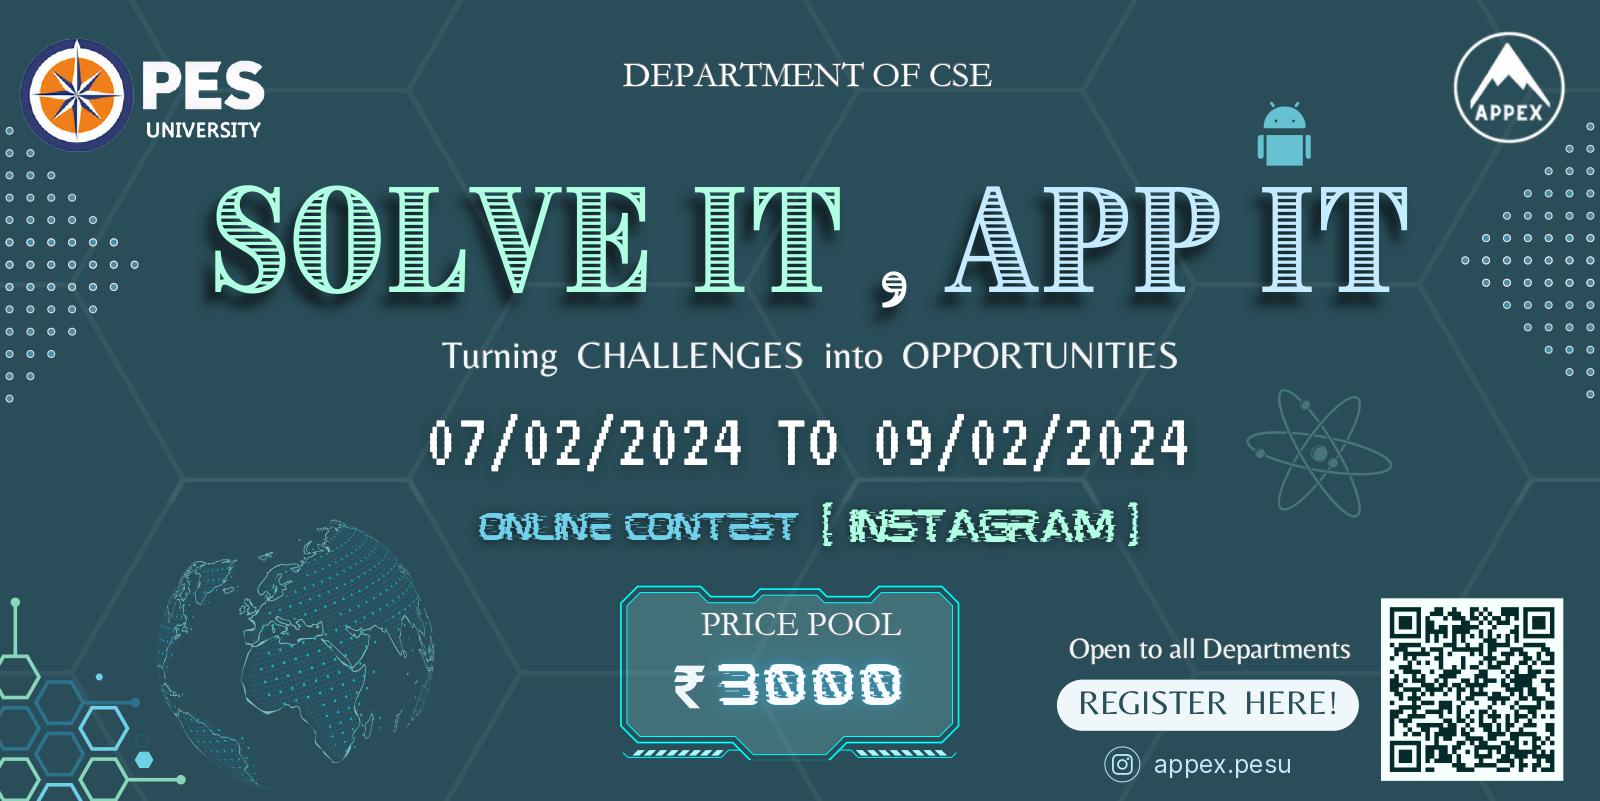 PES
UNIVERSITY
DEPARTMENT OF CSE
APPEX
SOLVE IT , APP IT
Turning CHALLENGES into OPPORTUNITIES
07/02/2024 TO 09/02/2024
ONLINE CONTEST [ INSTAGRAM ]
PRICE POOL
₹3000
Open to all Departments
REGISTER HERE!
appex.pesu